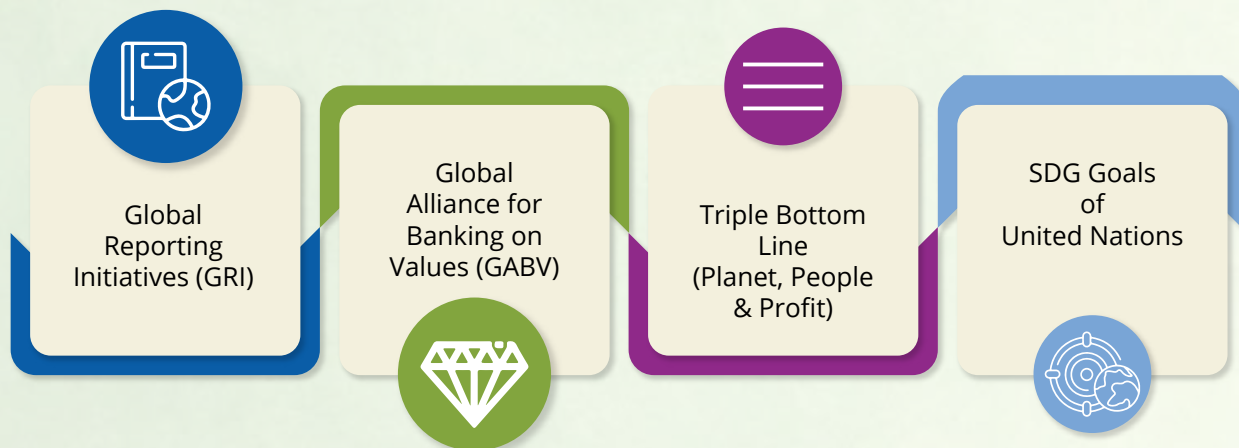 Global
Reporting
Initiatives (GRI)
Global
Alliance for
Banking on
Values (GABV)
Triple Bottom
Line
(Planet, People
& Profit)
SDG Goals
of
United Nations